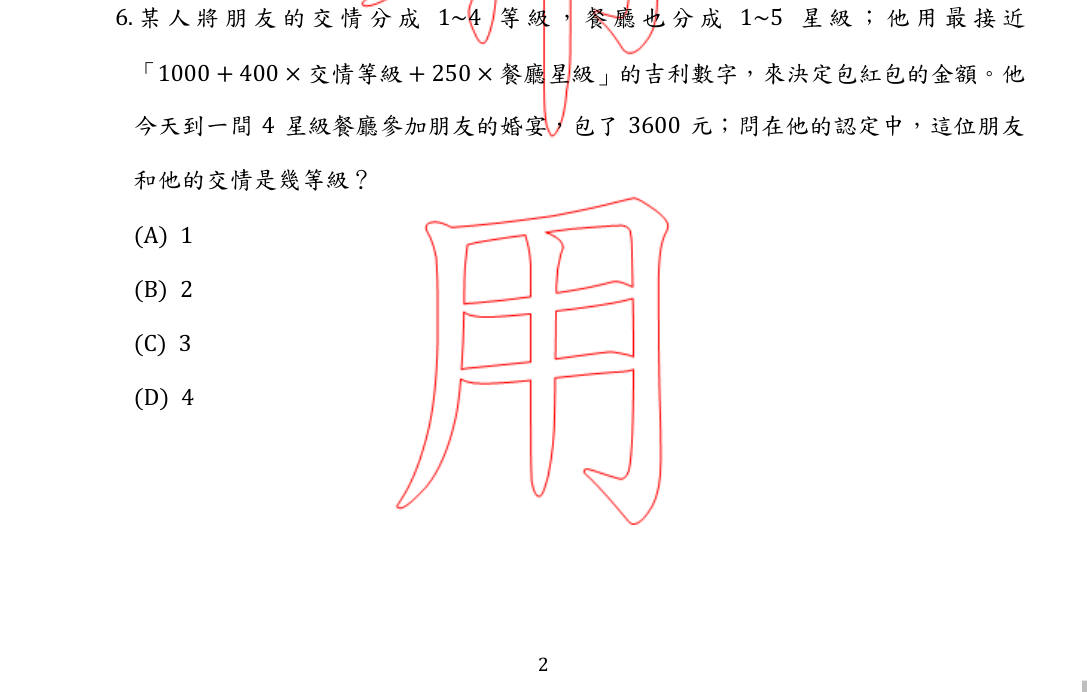 6. 某人將朋友的交情分成 1~4 等級，餐廳也分成 1~5 星級；他用最接近
「1000 + 400 × 交情等級 + 250 × 餐廳星級」的吉利數字，來決定包紅包的金額。他
今天到一間 4 星級餐廳參加朋友的婚宴，包了 3600 元；問在他的認定中，這位朋友
和他的交情是幾等級？
(A) 1
(B) 2
(C) 3
(D) 4
用
2